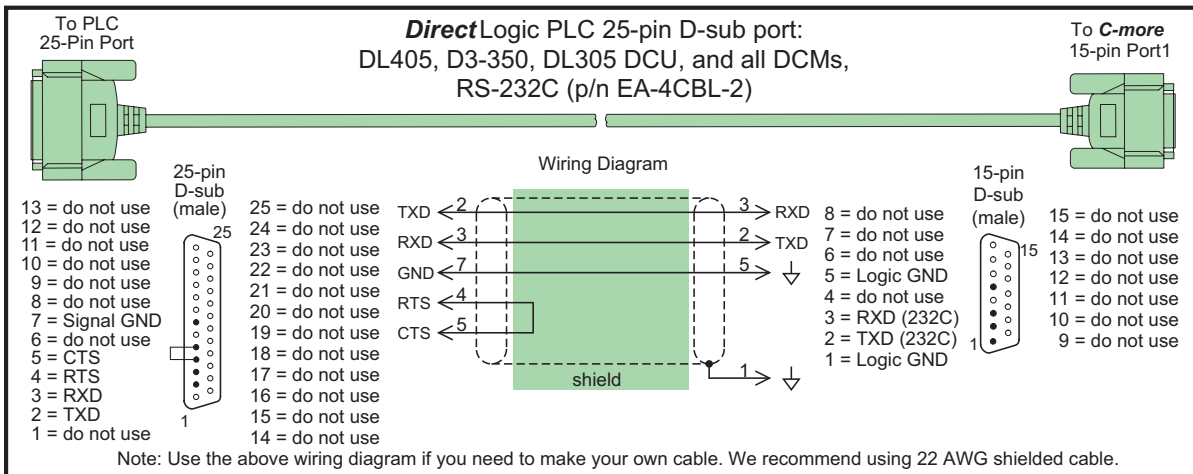 To PLC
25-Pin Port
DirectLogic PLC 25-pin D-sub port:
DL405, D3-350, DL305 DCU, and all DCMs,
RS-232C (p/n EA-4CBL-2)
To C-more
15-pin Port1
Wiring Diagram
25-pin
D-sub
(male)
13 = do not use
12 = do not use
11 = do not use
10 = do not use
9 = do not use
8 = do not use
7 = Signal GND
6 = do not use
5 = CTS
4 = RTS
3 = RXD
2 = TXD
1 = do not use
25
1
25 = do not use
24 = do not use
23 = do not use
22 = do not use
21 = do not use
20 = do not use
19 = do not use
18 = do not use
17 = do not use
16 = do not use
15 = do not use
14 = do not use
TXD 2 3 RXD
RXD 3 2 TXD
GND 7 5
RTS 4
CTS 5
shield
1
8 = do not use
7 = do not use
6 = do not use
5 = Logic GND
4 = do not use
3 = RXD (232C)
2 = TXD (232C)
1 = Logic GND
15-pin
D-sub
(male)
15
1
15 = do not use
14 = do not use
13 = do not use
12 = do not use
11 = do not use
10 = do not use
9 = do not use
Note: Use the above wiring diagram if you need to make your own cable. We recommend using 22 AWG shielded cable.